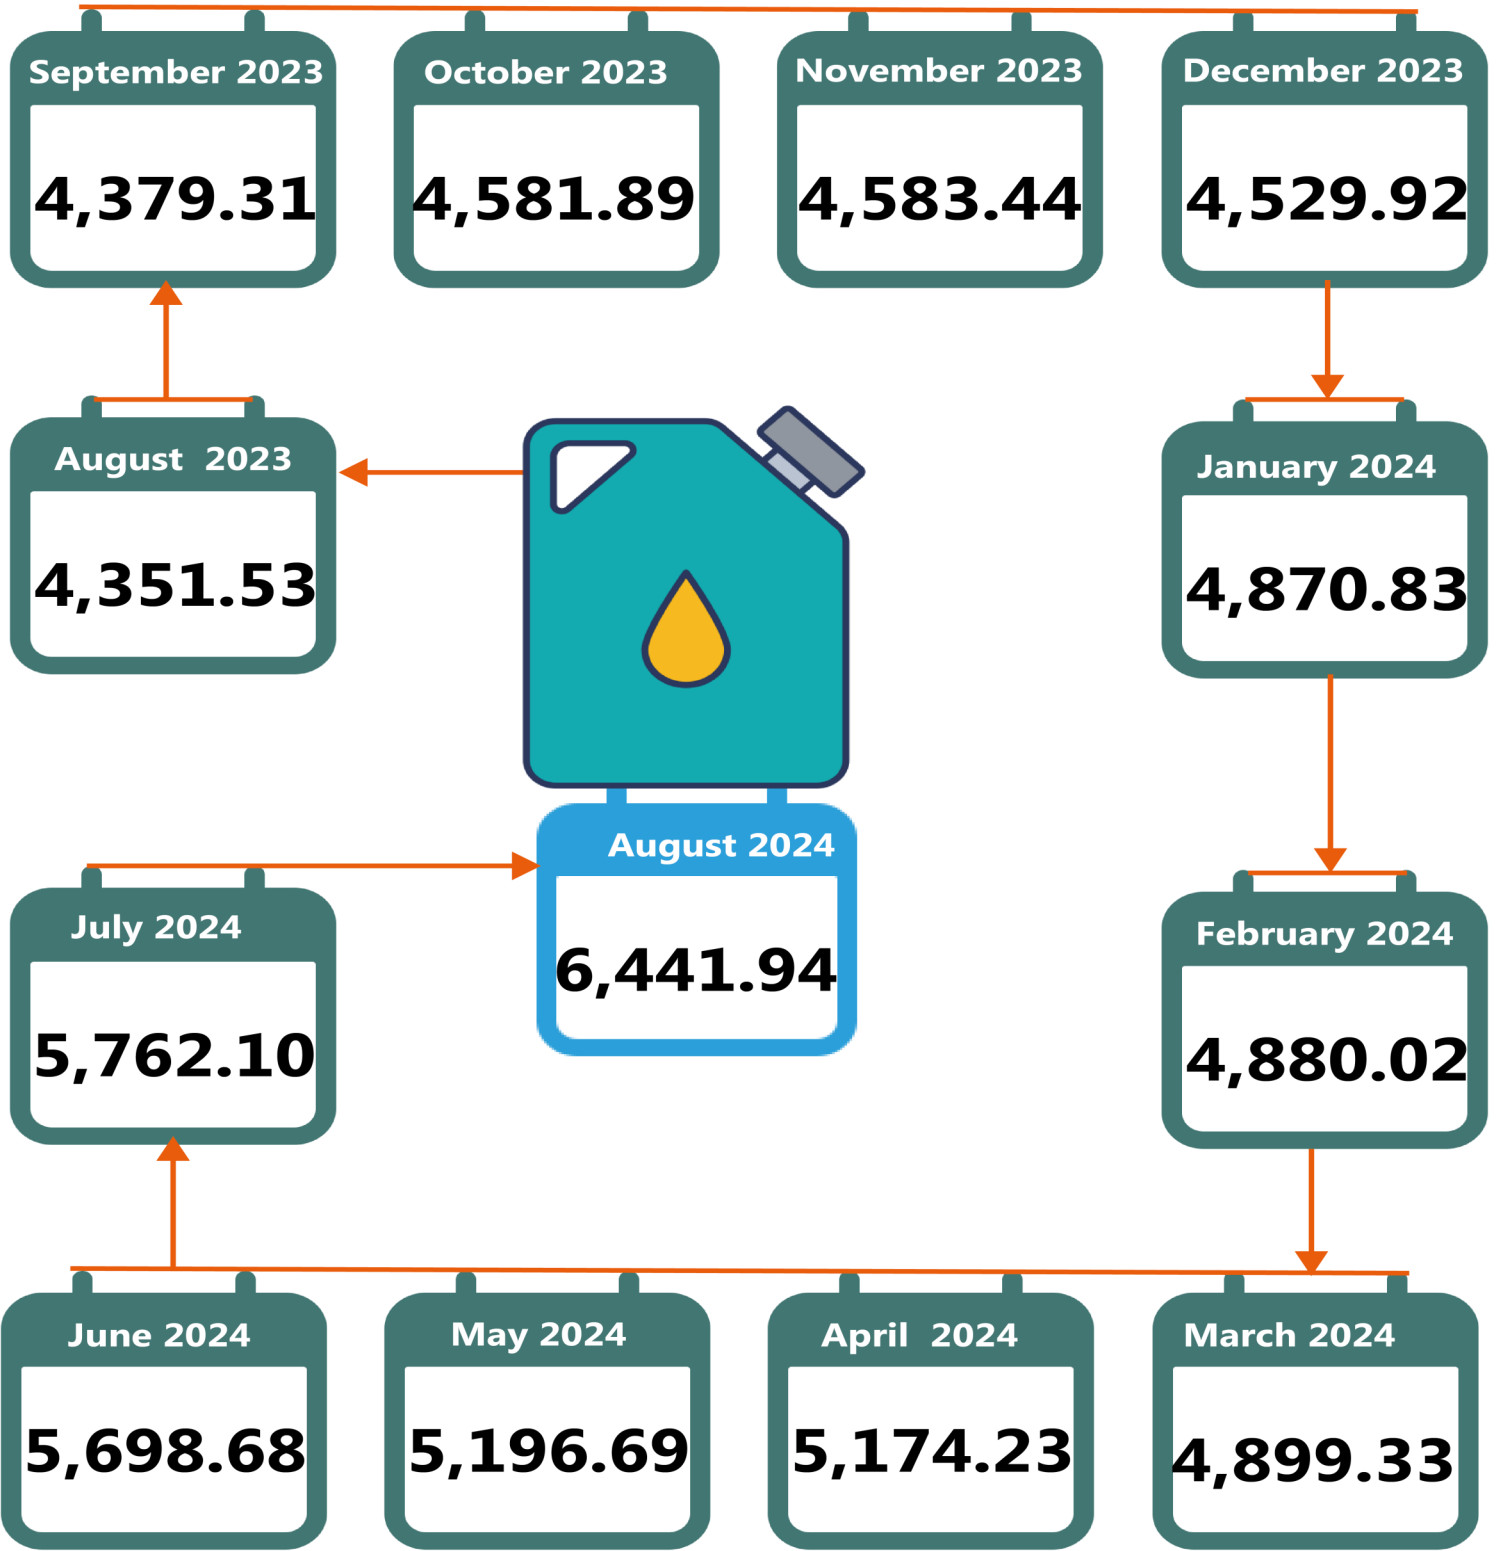 September 2023
4,379.31
October 2023
4,581.89
November 2023
4,583.44
December 2023
4,529.92
August 2023
4,351.53
January 2024
4,870.83
August 2024
6,441.94
July 2024
5,762.10
February 2024
4,880.02
June 2024
5,698.68
May 2024
5,196.69
April 2024
5,174.23
March 2024
4,899.33